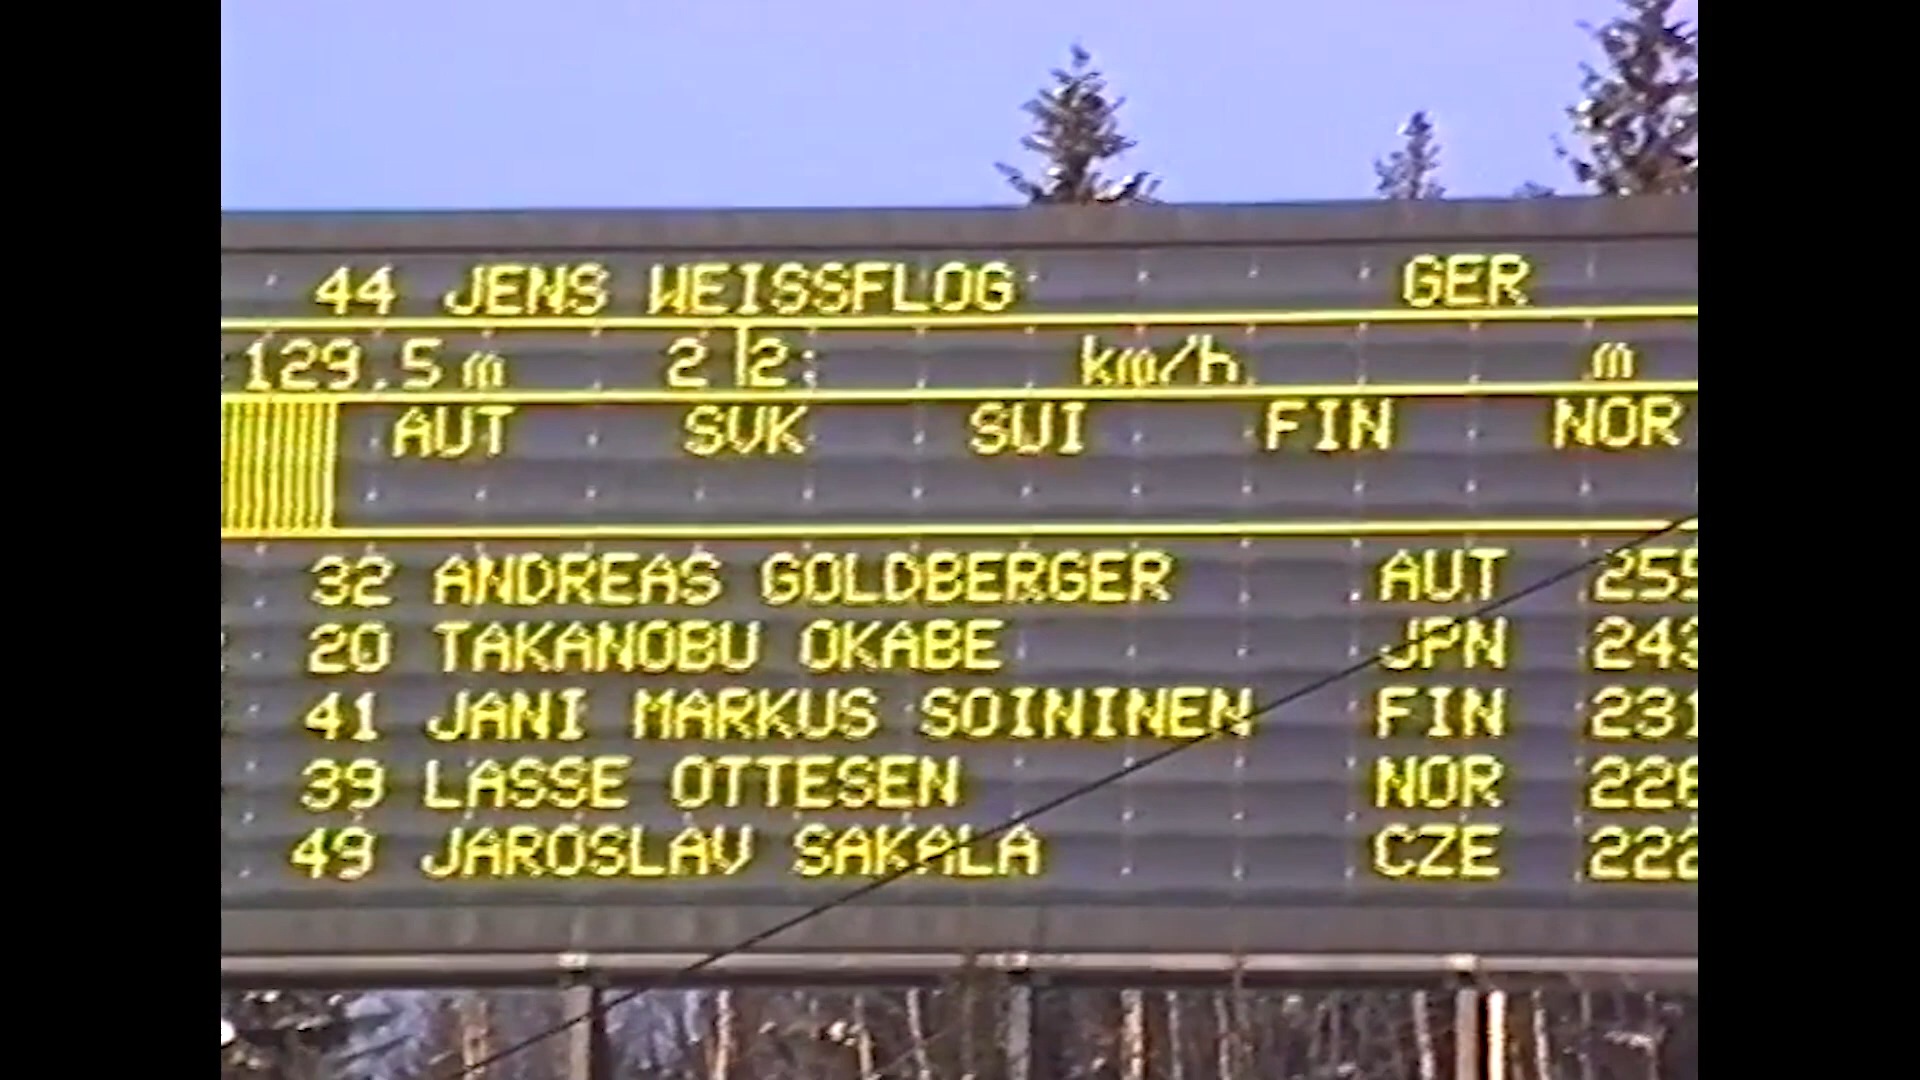 44 JENS WEISSFLOG GER
129.5 m 2 2: km/h m
AUT SVK SWI FIN NOR
32 ANDREAS GOLDBERGER AUT 255
20 TAKANOBU OKABE JPN 243
41 JANI MARKUS SOININEN FIN 231
39 LASSE OTTESEN NOR 226
49 JAROSLAV SAKALA CZE 222